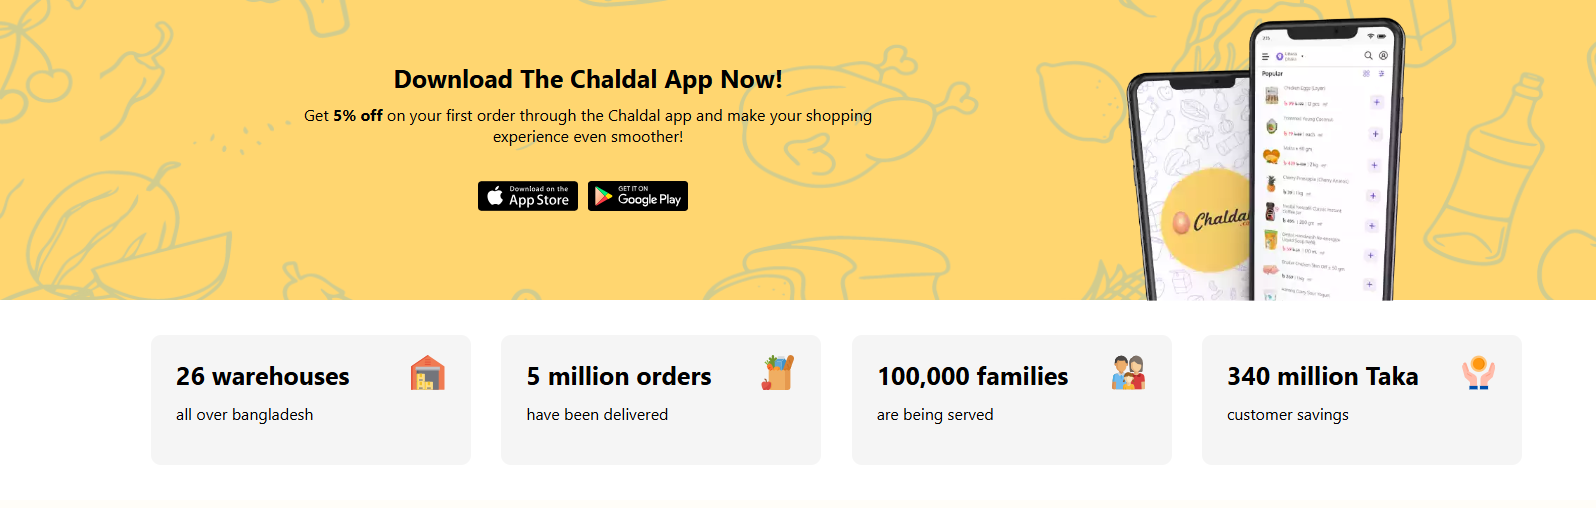 Download The Chaldal App Now!
Get 5% off on your first order through the Chaldal app and make your shopping
experience even smoother!
Download on the
App Store
GET IT ON
Google Play
Popular
26 warehouses
all over bangladesh
5 million orders
have been delivered
100,000 families
are being served
340 million Taka
customer savings